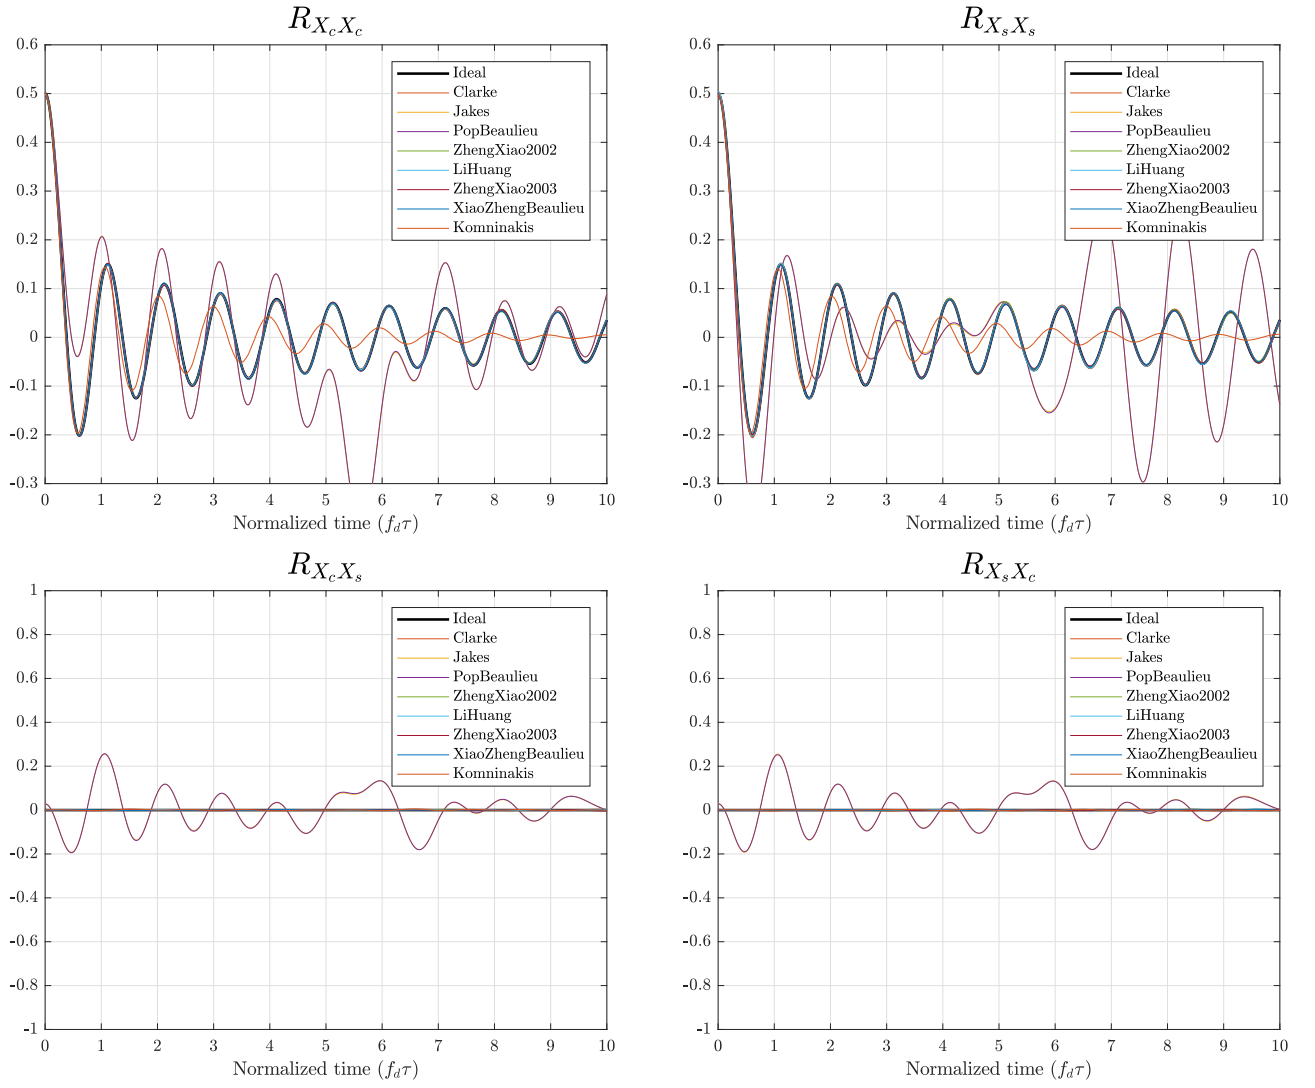 R_{X_cX_c}
0.6
0.5
0.4
0.3
0.2
0.1
0
-0.1
-0.2
-0.3
Ideal
Clarke
Jakes
PopBeaulieu
ZhengXiao2002
LiHuang
ZhengXiao2003
XiaoZhengBeaulieu
Komninakis
0 1 2 3 4 5 6 7 8 9 10
Normalized time (f_dτ)
R_{X_sX_s}
0.6
0.5
0.4
0.3
0.2
0.1
0
-0.1
-0.2
-0.3
Ideal
Clarke
Jakes
PopBeaulieu
ZhengXiao2002
LiHuang
ZhengXiao2003
XiaoZhengBeaulieu
Komninakis
0 1 2 3 4 5 6 7 8 9 10
Normalized time (f_dτ)
R_{X_cX_s}
1
0.8
0.6
0.4
0.2
0
-0.2
-0.4
-0.6
-0.8
-1
Ideal
Clarke
Jakes
PopBeaulieu
ZhengXiao2002
LiHuang
ZhengXiao2003
XiaoZhengBeaulieu
Komninakis
0 1 2 3 4 5 6 7 8 9 10
Normalized time (f_dτ)
R_{X_sX_c}
1
0.8
0.6
0.4
0.2
0
-0.2
-0.4
-0.6
-0.8
-1
Ideal
Clarke
Jakes
PopBeaulieu
ZhengXiao2002
LiHuang
ZhengXiao2003
XiaoZhengBeaulieu
Komninakis
0 1 2 3 4 5 6 7 8 9 10
Normalized time (f_dτ)